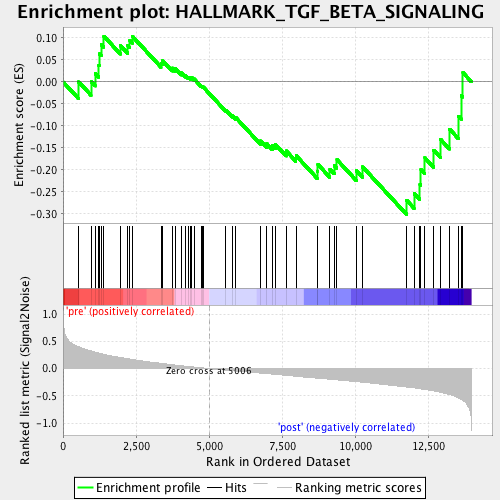 Enrichment plot: HALLMARK_TGF_BETA_SIGNALING
Enrichment score (ES)
0.10
0.05
0.00
-0.05
-0.10
-0.15
-0.20
-0.25
-0.30
'pre' (positively correlated)
Ranked list metric (Signal2Noise)
1.0
0.5
0.0
-0.5
-1.0
Zero cross at 5006
'post' (negatively correlated)
0 2,500 5,000 7,500 10,000 12,500
Rank in Ordered Dataset
Enrichment profile Hits Ranking metric scores